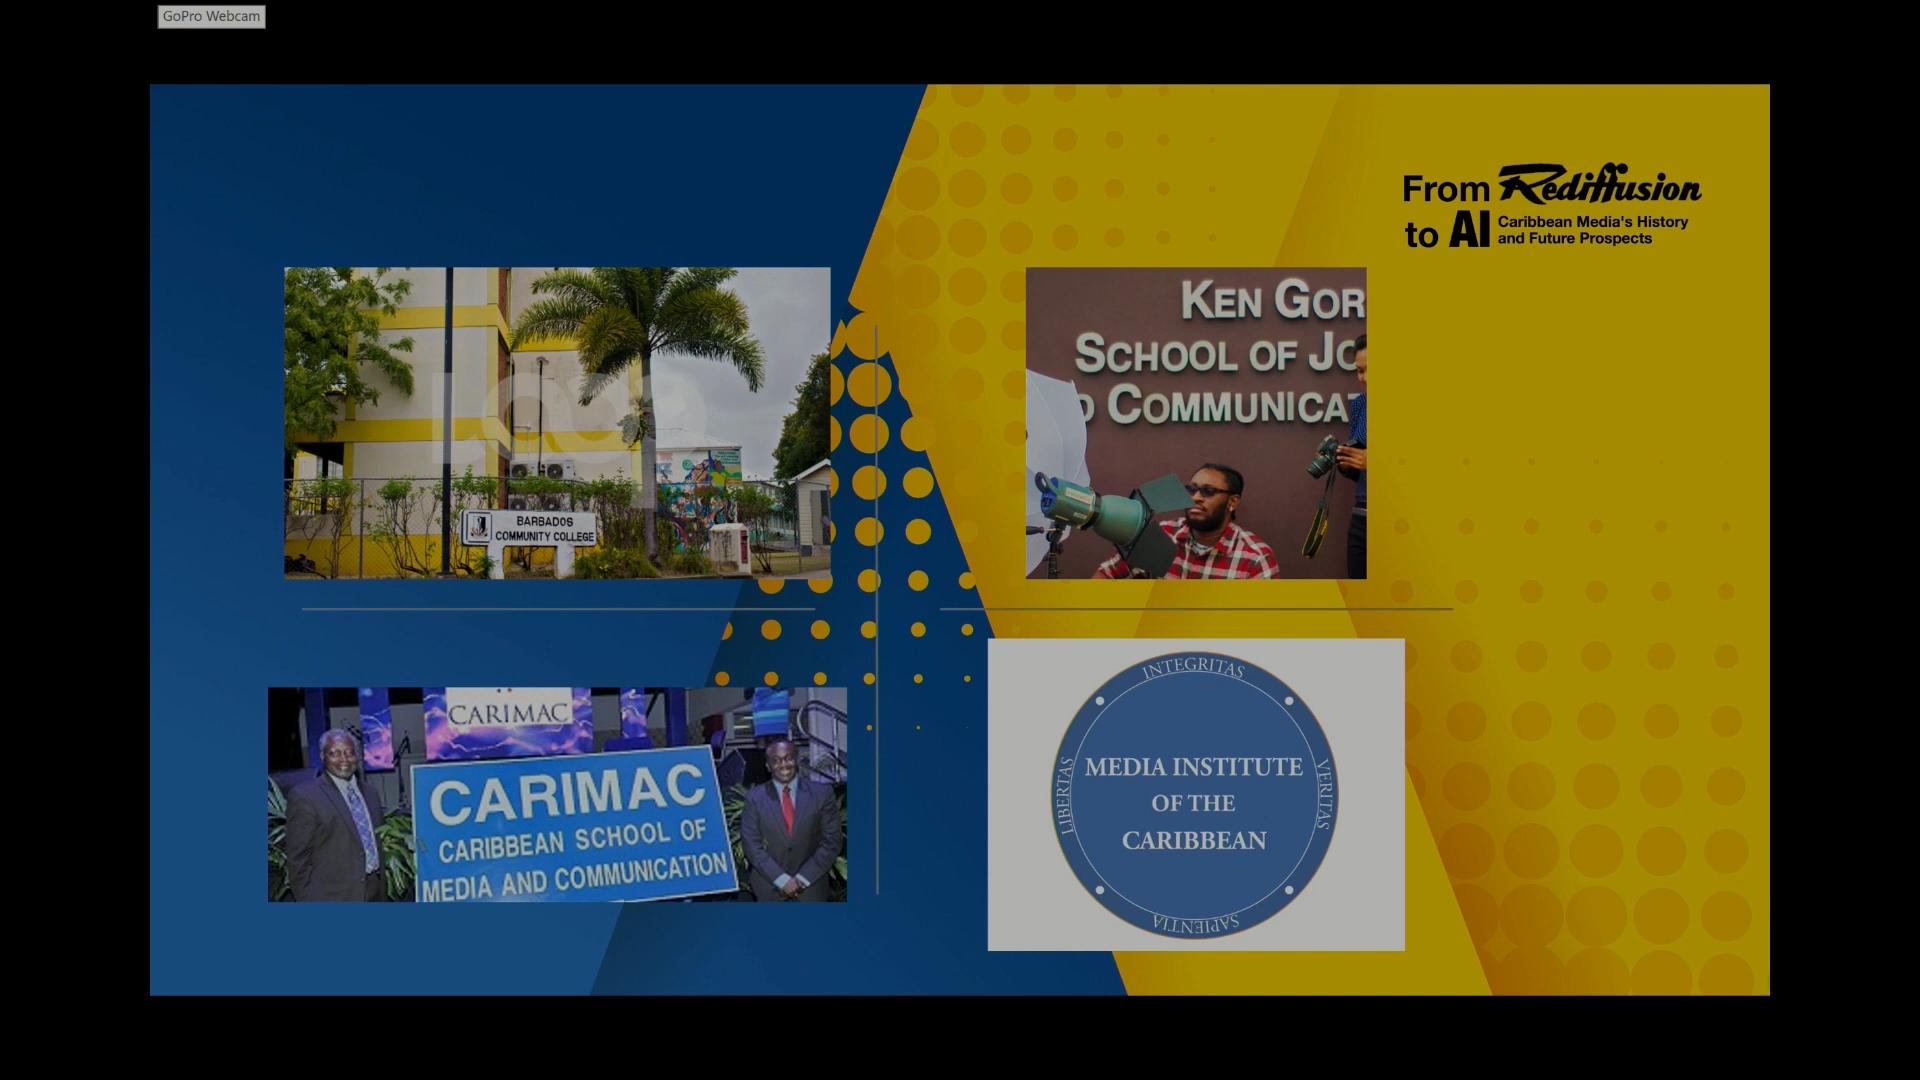 GoPro Webcam
From Rediffusion
to AI Caribbean Media's History
and Future Prospects
Loop
BARBADOS
COMMUNITY COLLEGE
KEN GOR
SCHOOL OF JO
D COMMUNICAT
CARIMAC
CARIMAC
CARIBBEAN SCHOOL OF
MEDIA AND COMMUNICATION
INTEGRITAS
LIBERTAS
VERITAS
MEDIA INSTITUTE
OF THE
CARIBBEAN
SAPIENTIA